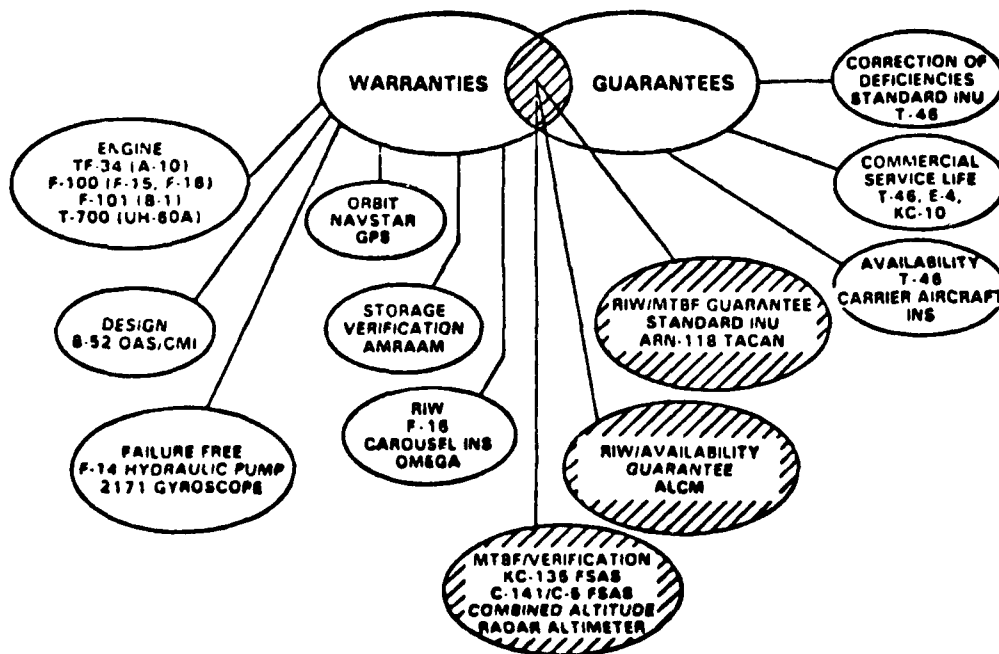 WARRANTIES
GUARANTEES
CORRECTION OF
DEFICIENCIES
STANDARD INU
T-46
ENGINE
TF-34 (A-10)
F-100 (F-15, F-16)
F-101 (B-1)
T-700 (UH-60A)
COMMERCIAL
SERVICE LIFE
T-46, E-4,
KC-10
ORBIT
NAVSTAR
GPS
AVAILABILITY
T-46
CARRIER AIRCRAFT
INS
DESIGN
B-52 OAS/CMI
STORAGE
VERIFICATION
AMRAAM
RIW/MTBF GUARANTEE
STANDARD INU
ARN-118 TACAN
FAILURE FREE
F-14 HYDRAULIC PUMP
2171 GYROSCOPE
RIW
F-16
CAROUSEL INS
OMEGA
RIW/AVAILABILITY
GUARANTEE
ALCM
MTBF/VERIFICATION
KC-135 FSAS
C-141/C-5 FSAS
COMBINED ALTITUDE
RADAR ALTIMETER